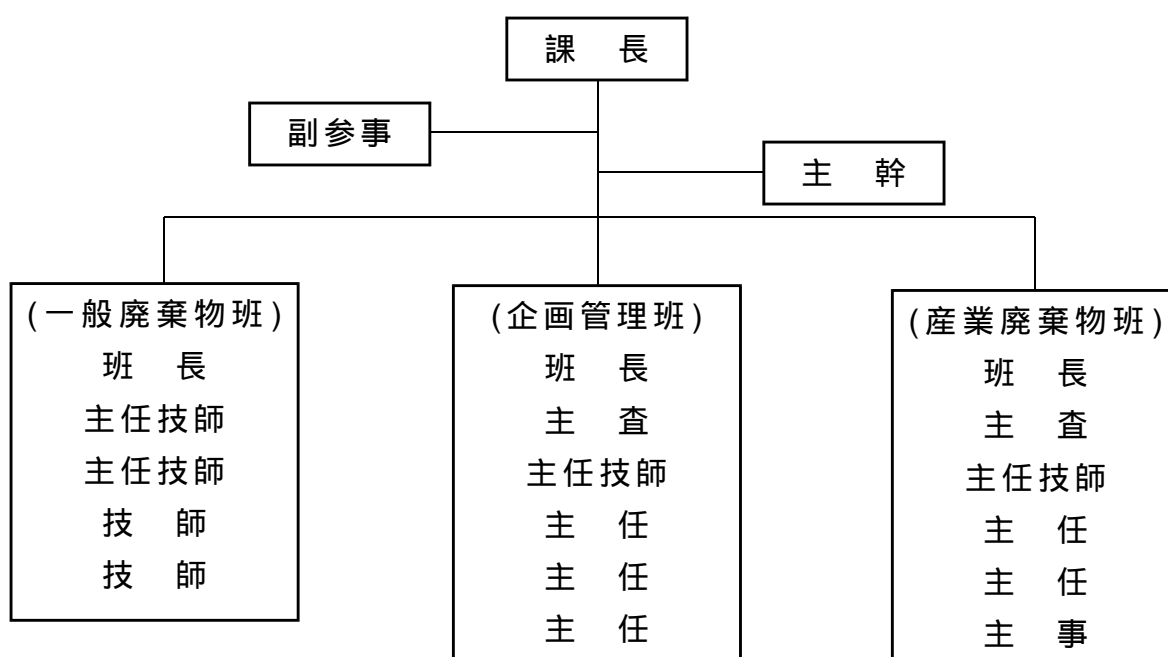 課　長
副参事
主　幹
(一般廃棄物班)
班　長
主任技師
主任技師
技　師
技　師
(企画管理班)
班　長
主　査
主任技師
主　任
主　任
主　任
(産業廃棄物班)
班　長
主　査
主任技師
主　任
主　任
主　事